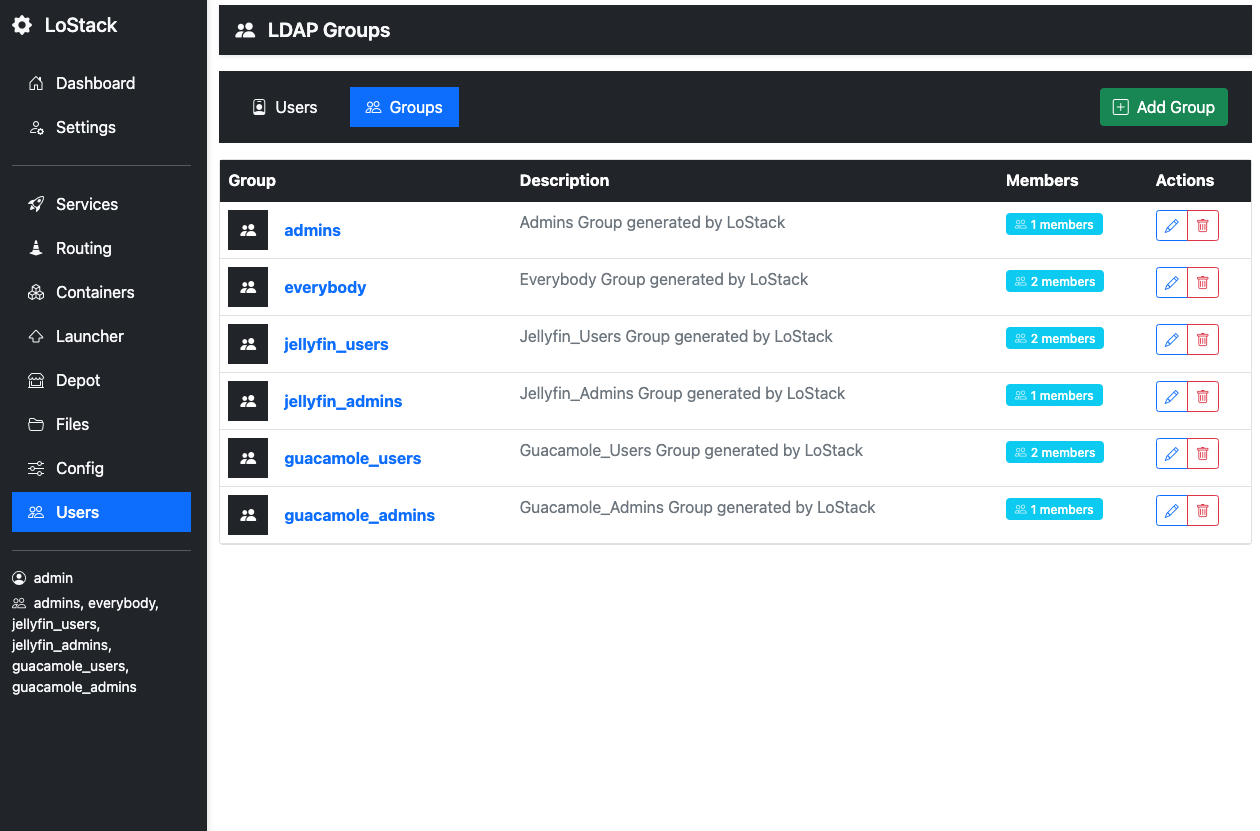 LoStack
Dashboard
Settings
Services
Routing
Containers
Launcher
Depot
Files
Config
Users
admin
admins, everybody,
jellyfin_users,
jellyfin_admins,
guacamole_users,
guacamole_admins
LDAP Groups
Users Groups Add Group
Group Description Members Actions
admins Admins Group generated by LoStack 1 members
everybody Everybody Group generated by LoStack 2 members
jellyfin_users Jellyfin_Users Group generated by LoStack 2 members
jellyfin_admins Jellyfin_Admins Group generated by LoStack 1 members
guacamole_users Guacamole_Users Group generated by LoStack 2 members
guacamole_admins Guacamole_Admins Group generated by LoStack 1 members